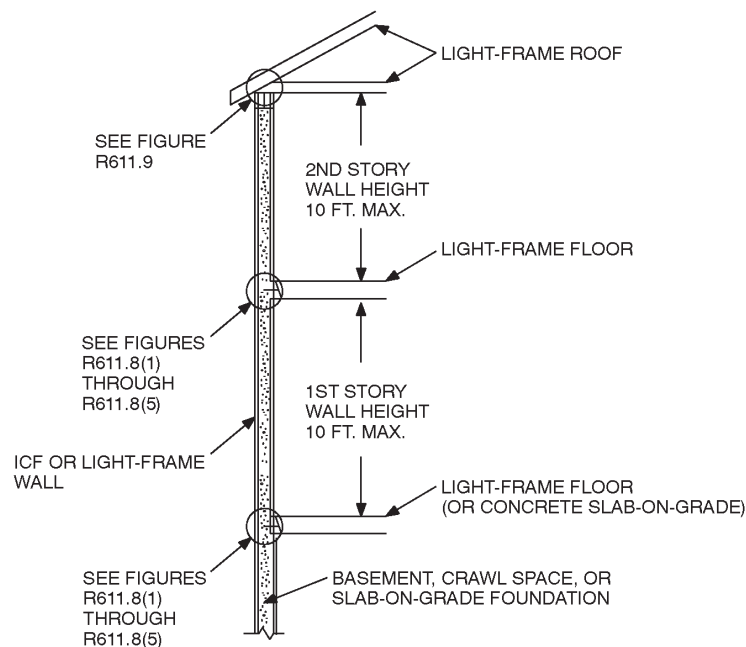 LIGHT-FRAME ROOF
SEE FIGURE
R611.9
2ND STORY
WALL HEIGHT
10 FT. MAX.
LIGHT-FRAME FLOOR
SEE FIGURES
R611.8(1)
THROUGH
R611.8(5)
1ST STORY
WALL HEIGHT
10 FT. MAX.
ICF OR LIGHT-FRAME
WALL
LIGHT-FRAME FLOOR
(OR CONCRETE SLAB-ON-GRADE)
SEE FIGURES
R611.8(1)
THROUGH
R611.8(5)
BASEMENT, CRAWL SPACE, OR
SLAB-ON-GRADE FOUNDATION